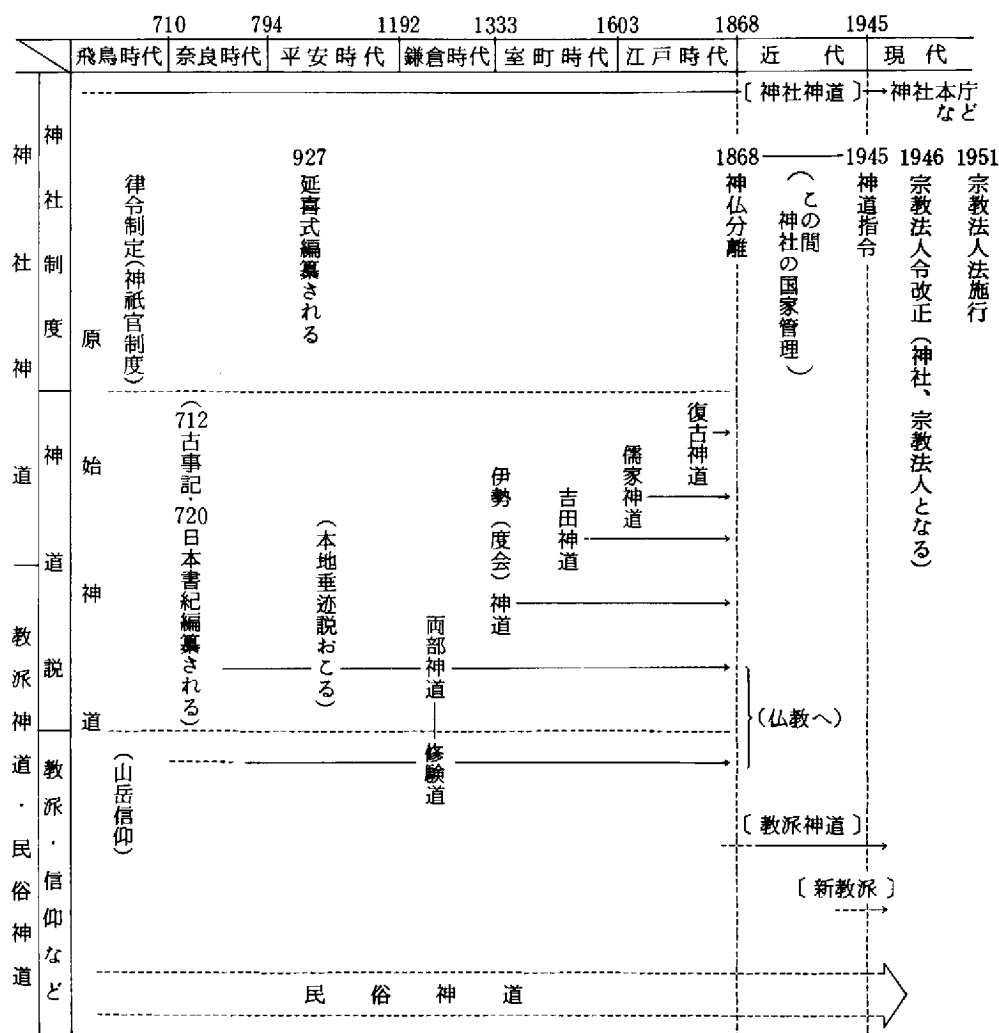 710 794 1192 1333 1603 1868 1945
飛鳥時代 奈良時代 平安時代 鎌倉時代 室町時代 江戸時代 近代 現代
〔神社神道〕 神社本庁など
神社神道
神社制度
原始神道
律令制定(神祇官制度)
927
延喜式編纂される
1868
神仏分離
(この間
神社の国家管理)
1945
神道指令
1946
宗教法人令改正(神社、宗教法人となる)
1951
宗教法人法施行
神道説
(712古事記・720日本書紀編纂される)
(本地垂迹説おこる)
両部神道
伊勢(度会)神道
吉田神道
儒家神道
復古神道
(仏教へ)
教派神道・民俗神道
教派・信仰など
(山岳信仰)
修験道
〔教派神道〕
〔新教派〕
民俗神道